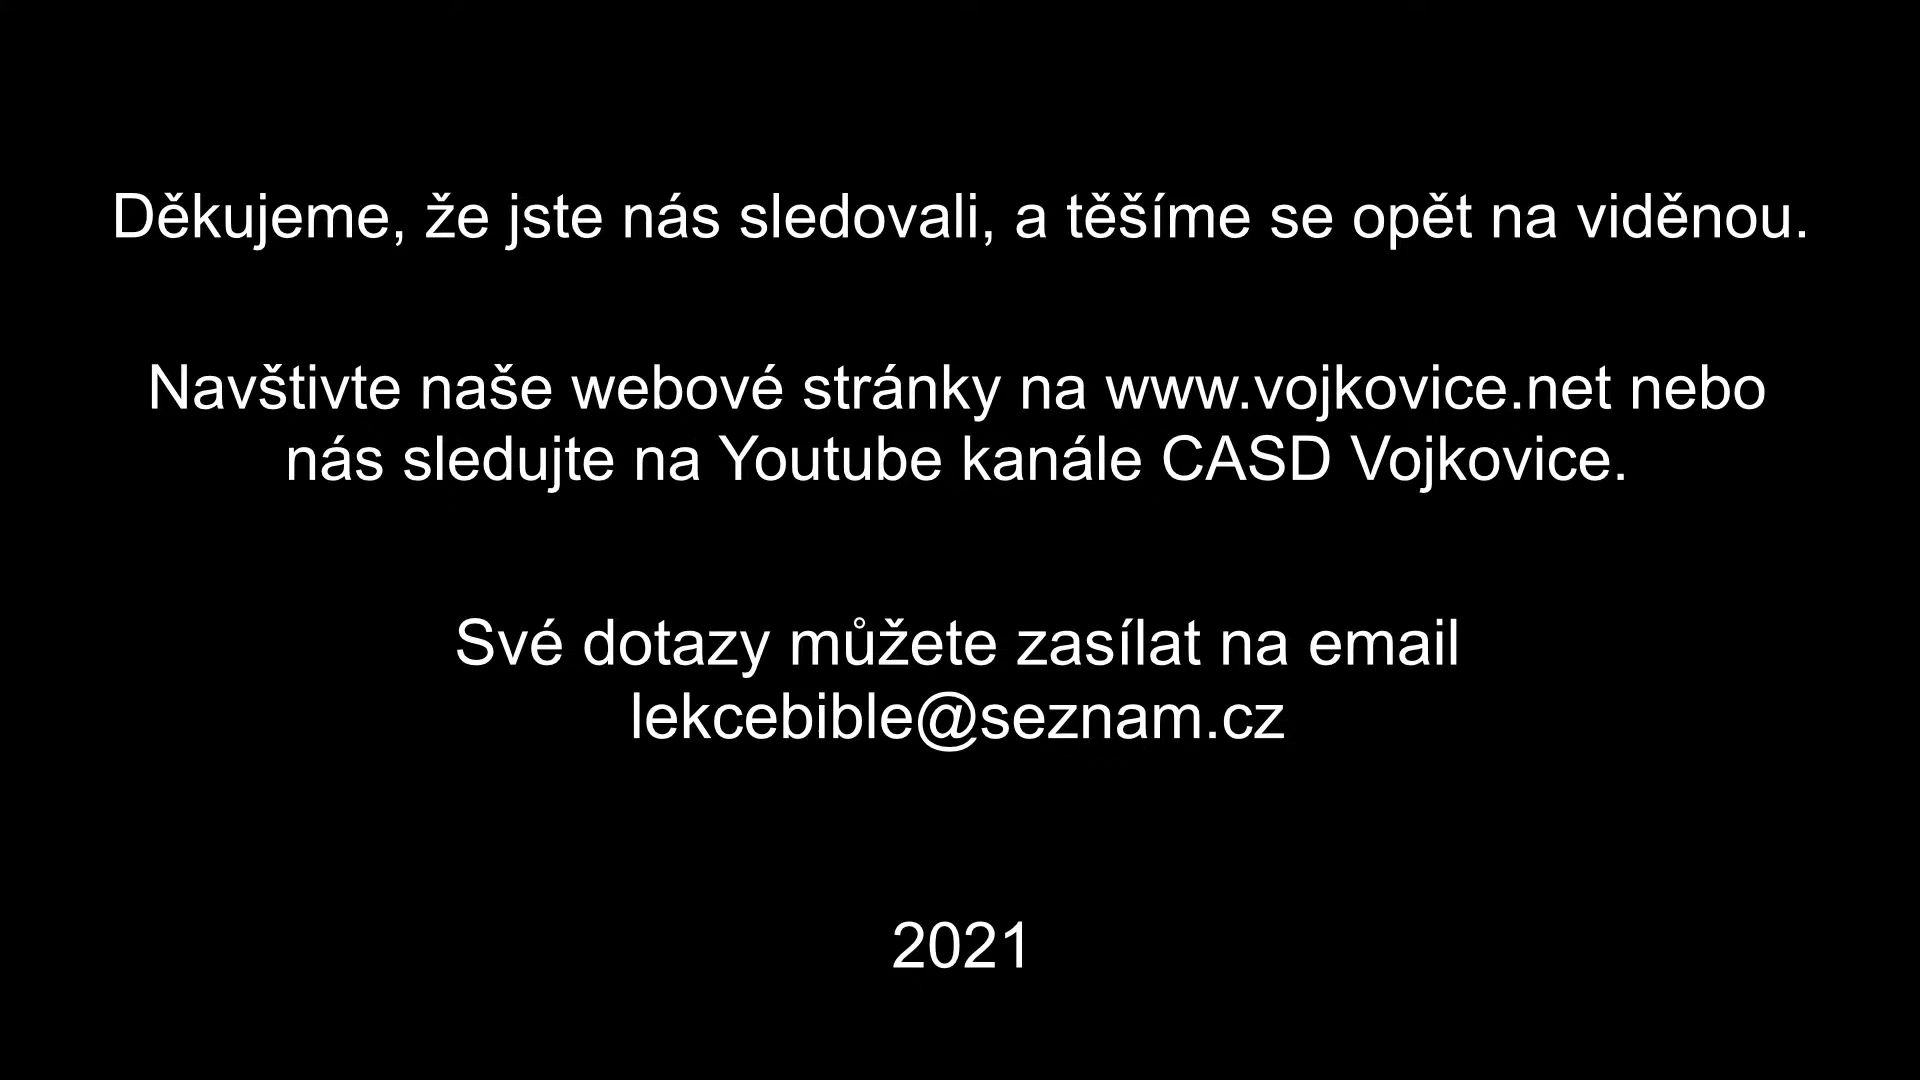 Děkujeme, že jste nás sledovali, a těšíme se opět na viděnou.
Navštivte naše webové stránky na www.vojkovice.net nebo
nás sledujte na Youtube kanále CASD Vojkovice.
Své dotazy můžete zasílat na email
lekcebible@seznam.cz
2021